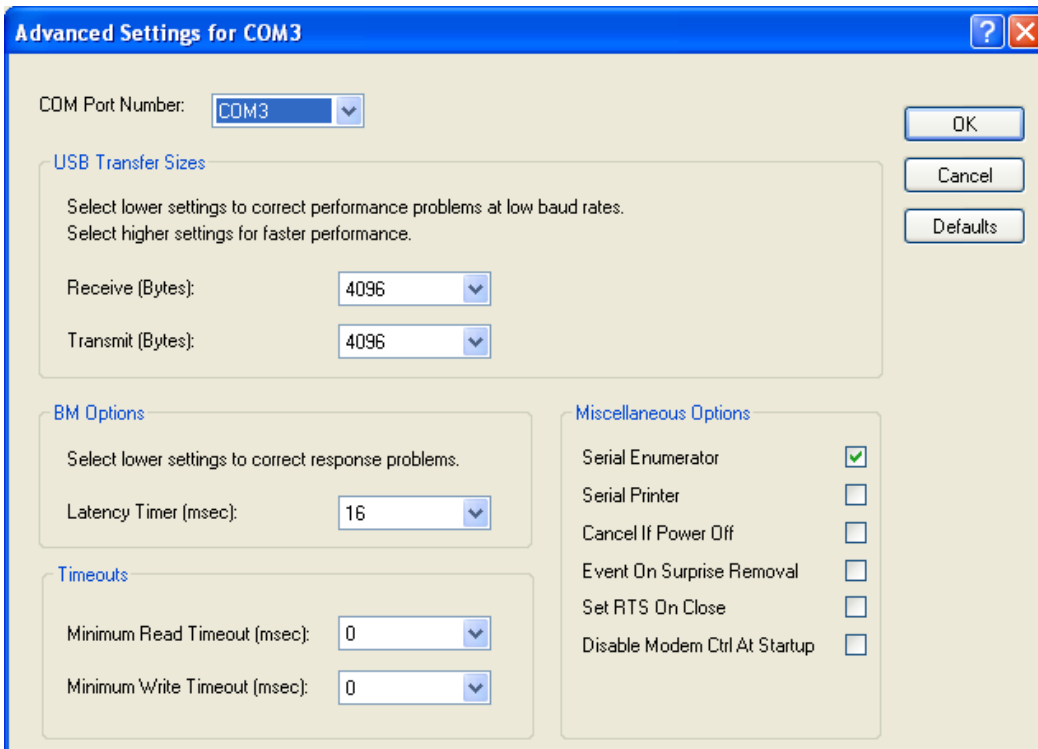 Advanced Settings for COM3
COM Port Number: COM3
OK
USB Transfer Sizes
Cancel
Select lower settings to correct performance problems at low baud rates.
Select higher settings for faster performance.
Defaults
Receive (Bytes): 4096
Transmit (Bytes): 4096
BM Options
Select lower settings to correct response problems.
Latency Timer (msec): 16
Timeouts
Minimum Read Timeout (msec): 0
Minimum Write Timeout (msec): 0
Miscellaneous Options
Serial Enumerator
Serial Printer
Cancel If Power Off
Event On Surprise Removal
Set RTS On Close
Disable Modem Ctrl At Startup